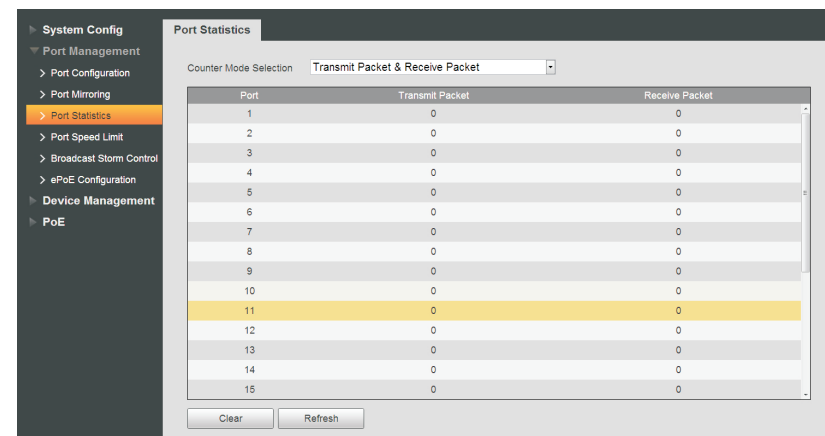 System Config
Port Management
Port Configuration
Port Mirroring
Port Statistics
Port Speed Limit
Broadcast Storm Control
ePoE Configuration
Device Management
PoE
Port Statistics
Counter Mode Selection Transmit Packet & Receive Packet
Port Transmit Packet Receive Packet
1 0 0
2 0 0
3 0 0
4 0 0
5 0 0
6 0 0
7 0 0
8 0 0
9 0 0
10 0 0
11 0 0
12 0 0
13 0 0
14 0 0
15 0 0
Clear Refresh